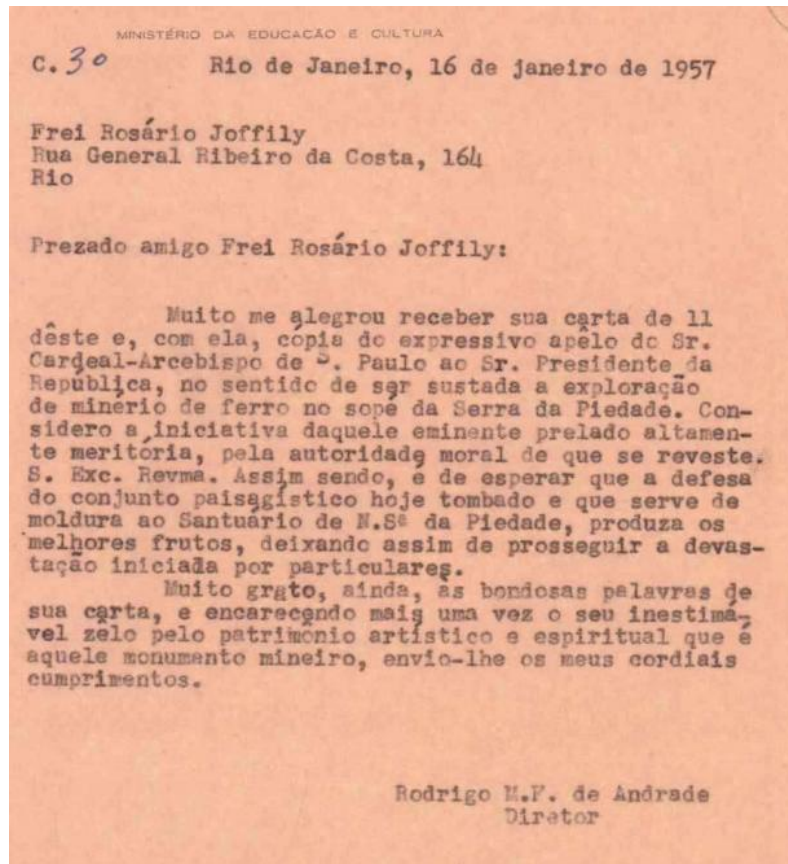 MINISTÉRIO DA EDUCAÇÃO E CULTURA
C. 30 Rio de Janeiro, 16 de janeiro de 1957
Frei Rosário Joffily
Rua General Ribeiro da Costa, 164
Rio
Prezado amigo Frei Rosário Joffily:
Muito me alegrou receber sua carta de 11
dêste e, com ela, cópia do expressivo apêlo do Sr.
Cardeal-Arcebispo de S. Paulo ao Sr. Presidente da
República, no sentido de ser sustada a exploração
de minério de ferro no sopé da Serra da Piedade. Con-
sidero a iniciativa daquele eminente prelado altamen-
te meritória, pela autoridade moral de que se reveste.
S. Exc. Revma. Assim sendo, é de esperar que a defesa
do conjunto paisagístico hoje tombado e que serve de
moldura ao Santuário de N.Sª da Piedade, produza os
melhores frutos, deixando assim de prosseguir a devas-
tação iniciada por particulares.
Muito grato, ainda, às bondosas palavras de
sua carta, e encarecendo mais uma vez o seu inestimá-
vel zelo pelo patrimônio artístico e espiritual que é
aquele monumento mineiro, envio-lhe os meus cordiais
cumprimentos.
Rodrigo M.F. de Andrade
Diretor